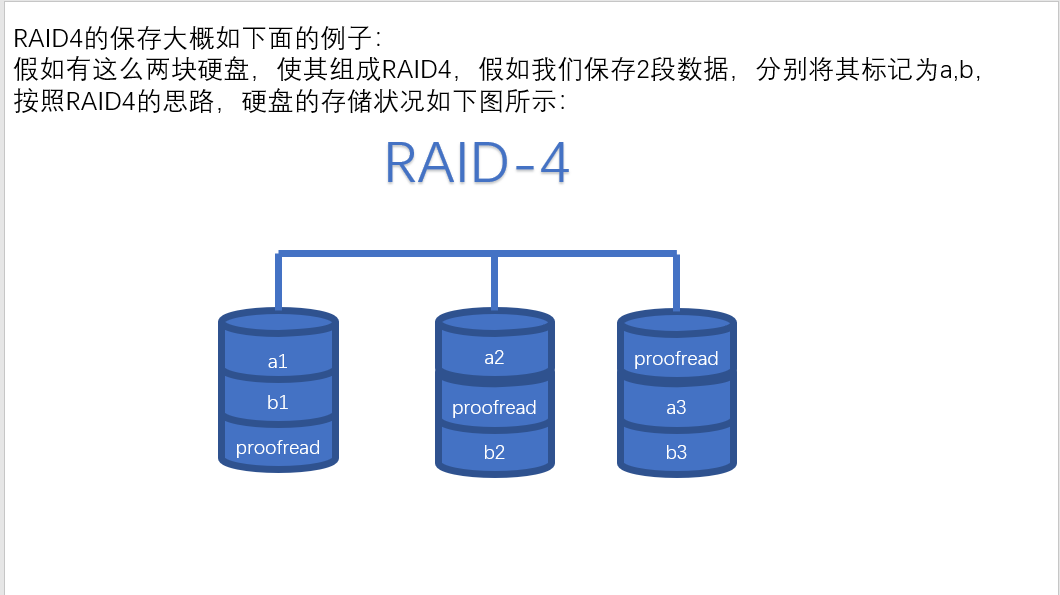 RAID4的保存大概如下面的例子：
假如有这么两块硬盘，使其组成RAID4，假如我们保存2段数据，分别将其标记为a,b,
按照RAID4的思路，硬盘的存储状况如下图所示：
RAID-4
a1
b1
proofread
a2
proofread
b2
proofread
a3
b3